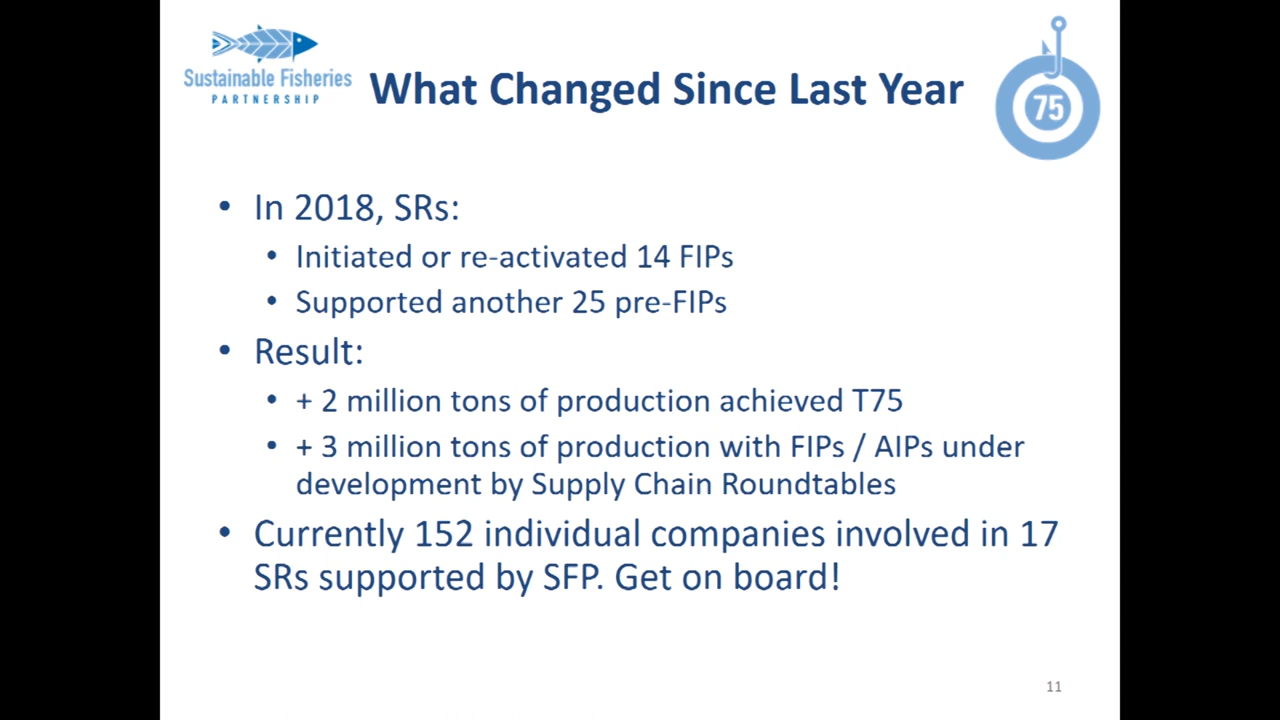 Sustainable Fisheries
PARTNERSHIP
What Changed Since Last Year
75
• In 2018, SRs:
• Initiated or re-activated 14 FIPs
• Supported another 25 pre-FIPs
• Result:
• + 2 million tons of production achieved T75
• + 3 million tons of production with FIPs / AIPs under
development by Supply Chain Roundtables
• Currently 152 individual companies involved in 17
SRs supported by SFP. Get on board!
11